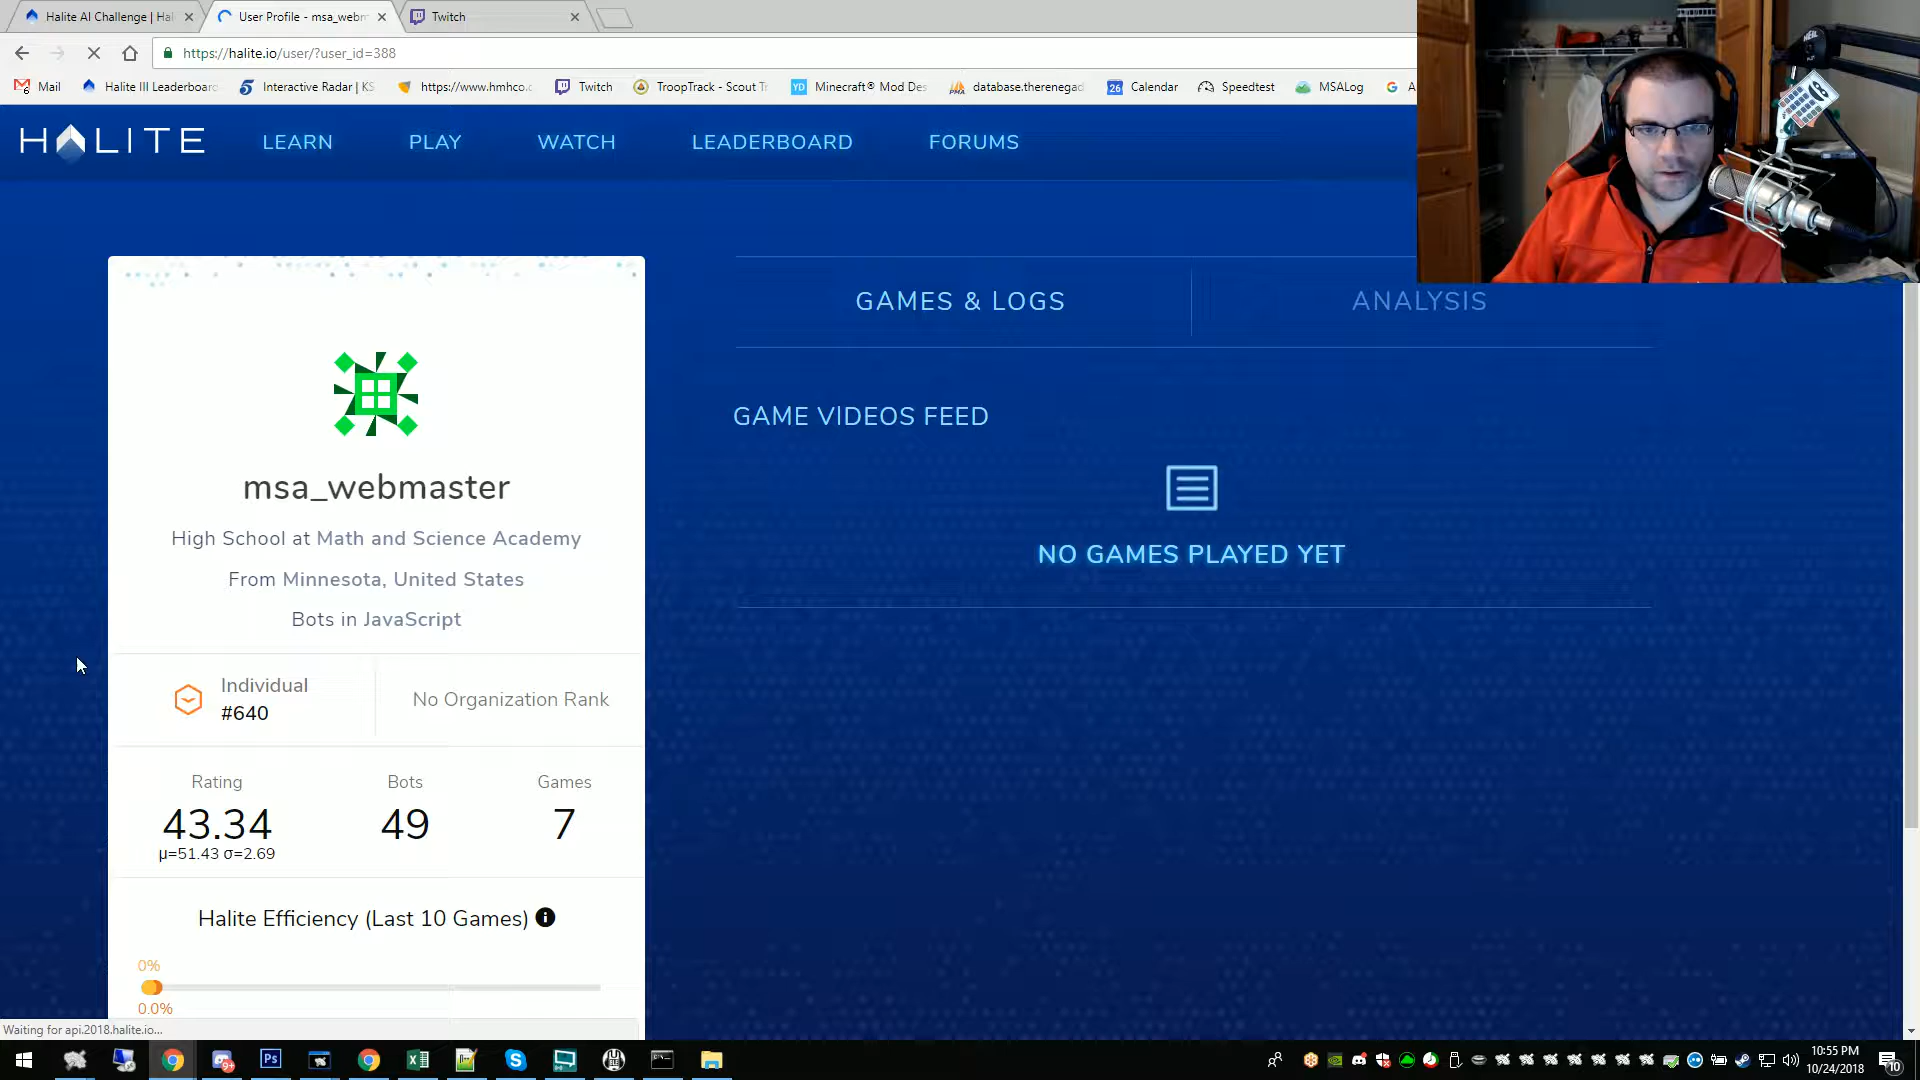 Halite AI Challenge | Hal
User Profile - msa_webm
Twitch
https://halite.io/user/?user_id=388
Mail
Halite III Leaderboar
Interactive Radar | KS
https://www.hmhco.c
Twitch
TroopTrack - Scout T
Minecraft® Mod Des
database.therenegad
Calendar
Speedtest
MSALog
HALITE
LEARN
PLAY
WATCH
LEADERBOARD
FORUMS
GAMES & LOGS
ANALYSIS
GAME VIDEOS FEED
NO GAMES PLAYED YET
msa_webmaster
High School at Math and Science Academy
From Minnesota, United States
Bots in JavaScript
Individual
#640
No Organization Rank
Rating
Bots
Games
43.34
49
7
μ=51.43 σ=2.69
Halite Efficiency (Last 10 Games)
0%
0.0%
Waiting for api.2018.halite.io...
Ps
10:55 PM
10/24/2018
10